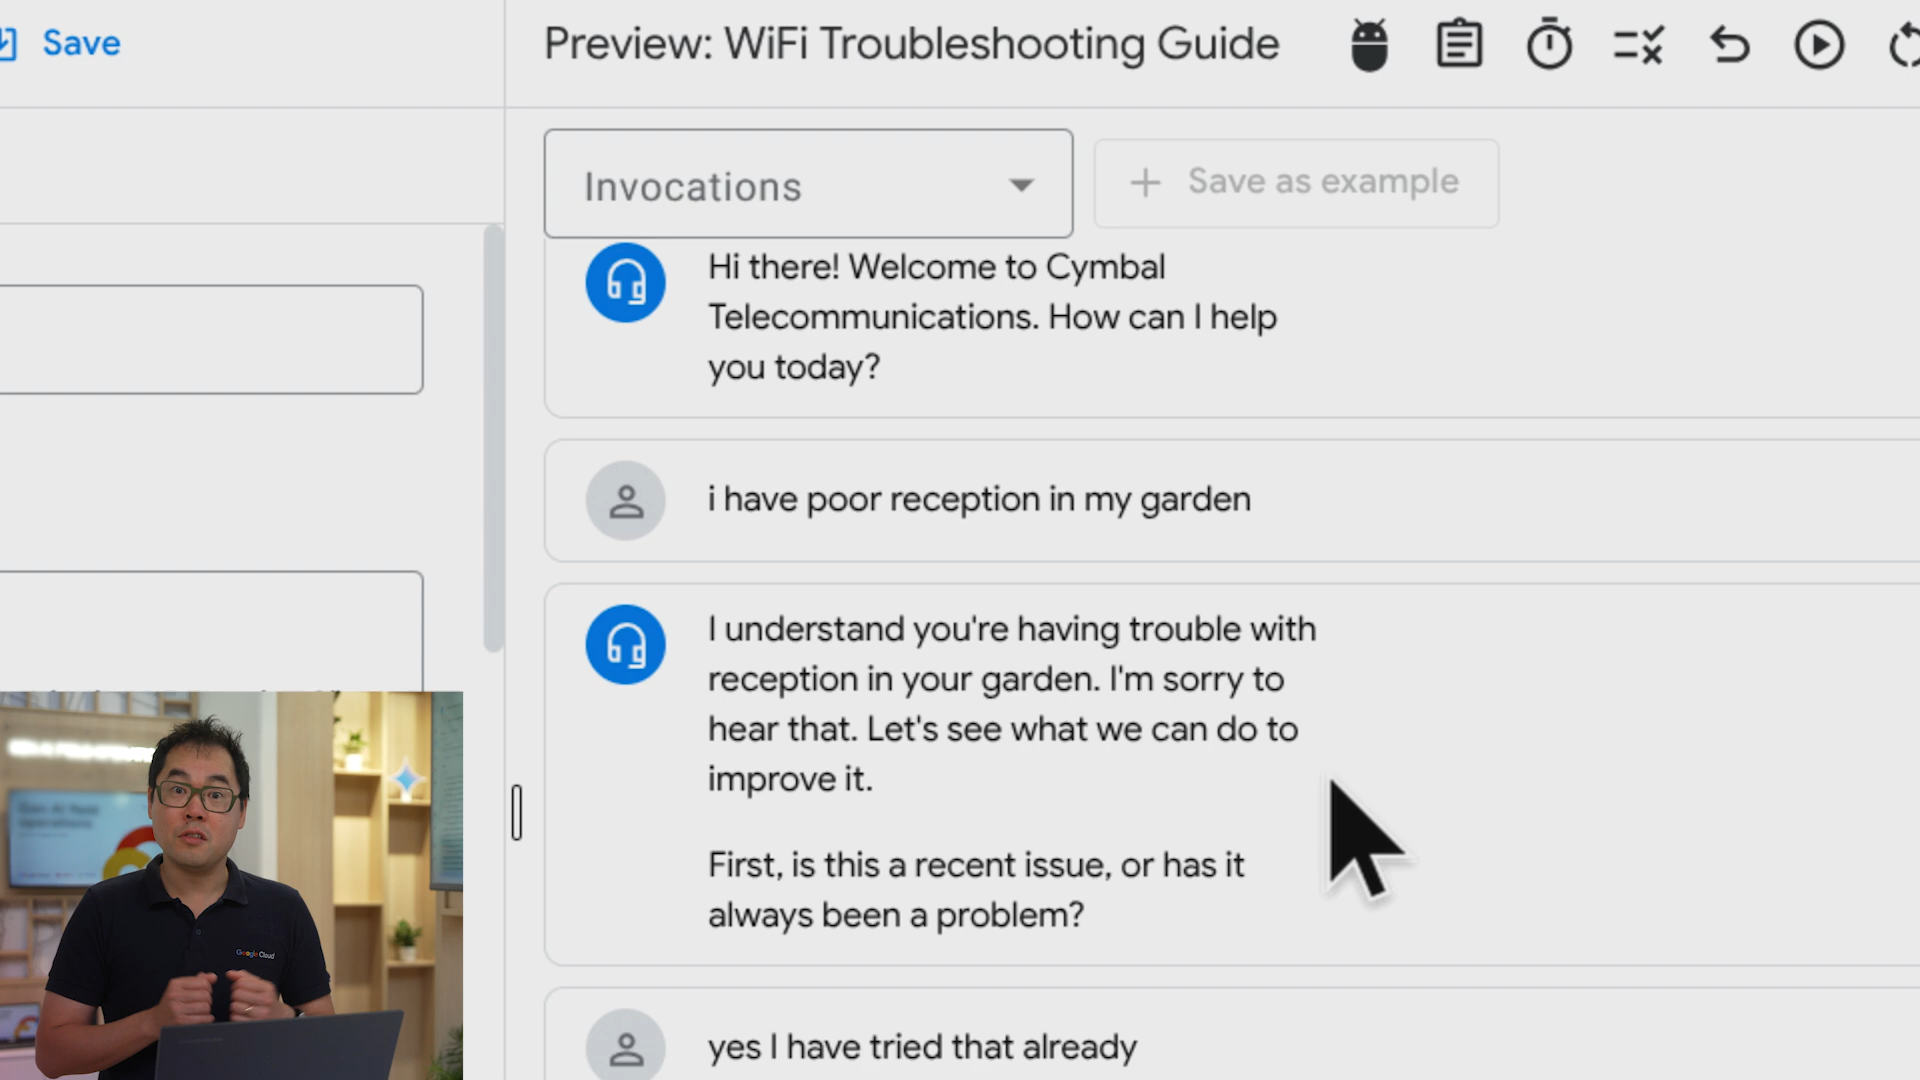 Save
Preview: WiFi Troubleshooting Guide
Invocations
+ Save as example
Hi there! Welcome to Cymbal
Telecommunications. How can I help
you today?
i have poor reception in my garden
I understand you're having trouble with
reception in your garden. I'm sorry to
hear that. Let's see what we can do to
improve it.
First, is this a recent issue, or has it
always been a problem?
yes I have tried that already
Google Cloud